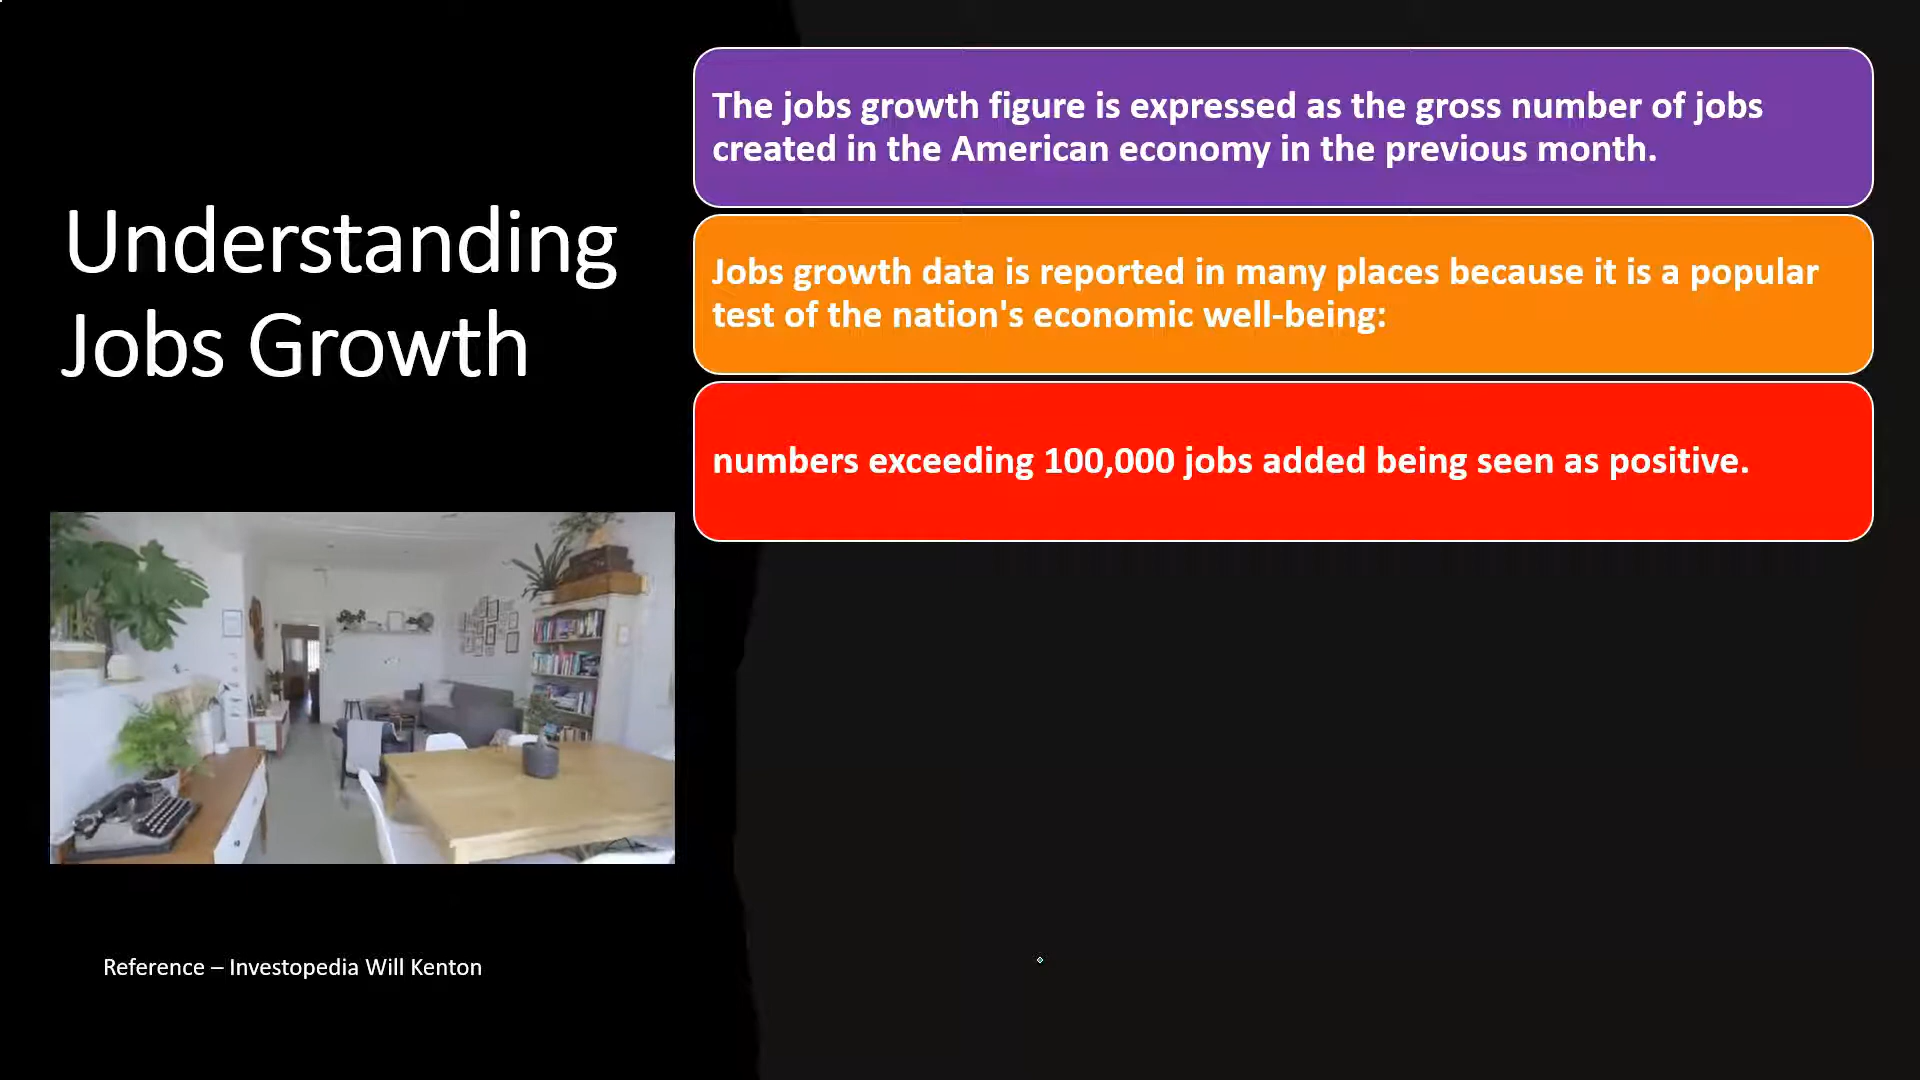 Understanding
Jobs Growth
The jobs growth figure is expressed as the gross number of jobs
created in the American economy in the previous month.
Jobs growth data is reported in many places because it is a popular
test of the nation's economic well-being:
numbers exceeding 100,000 jobs added being seen as positive.
Reference – Investopedia Will Kenton